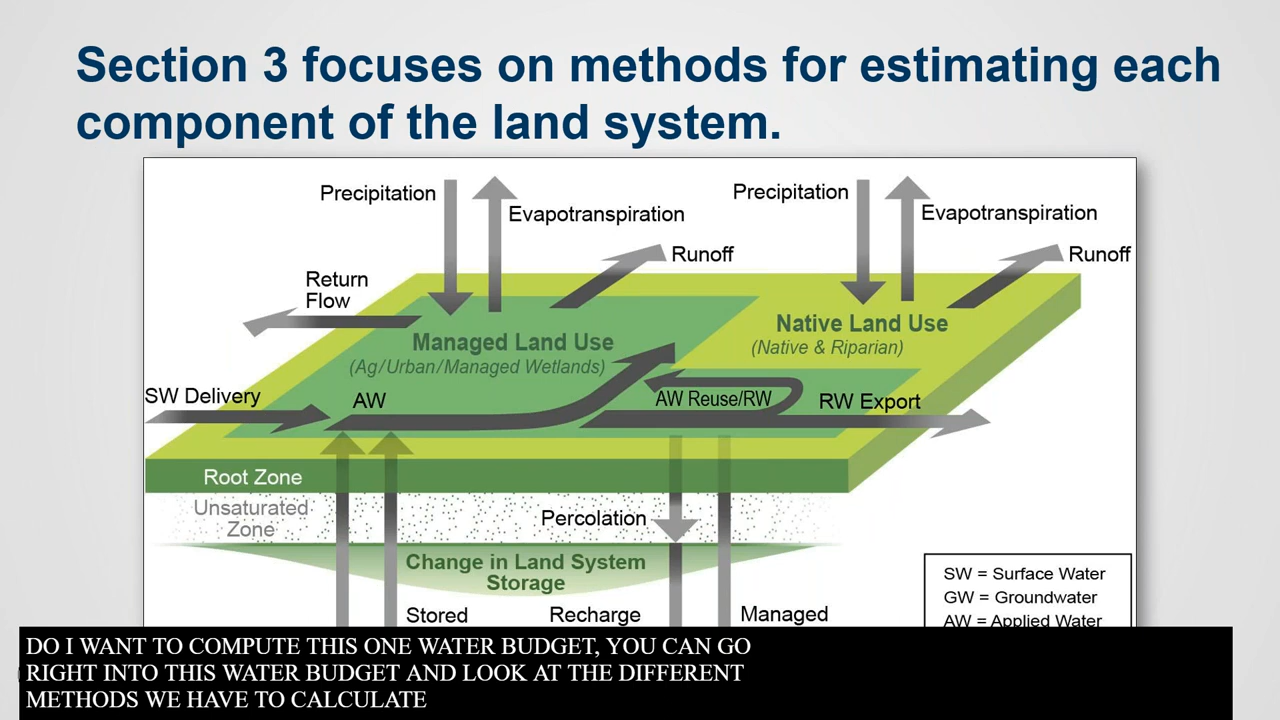 Section 3 focuses on methods for estimating each
component of the land system.
Precipitation
Evapotranspiration
Runoff
Precipitation
Evapotranspiration
Runoff
Return
Flow
Managed Land Use
(Ag/Urban/Managed Wetlands)
Native Land Use
(Native & Riparian)
SW Delivery
AW
AW Reuse/RW
RW Export
Root Zone
Unsaturated
Zone
Percolation
Change in Land System
Storage
Stored
Recharge
Managed
SW = Surface Water
GW = Groundwater
AW = Applied Water
DO I WANT TO COMPUTE THIS ONE WATER BUDGET, YOU CAN GO
RIGHT INTO THIS WATER BUDGET AND LOOK AT THE DIFFERENT
METHODS WE HAVE TO CALCULATE